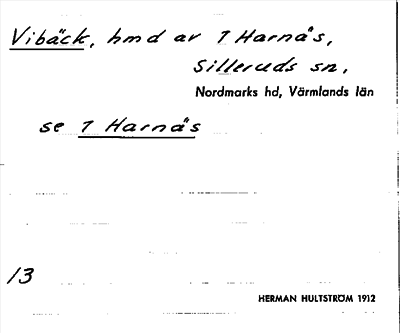 Vibäck, hmd av 1 Harnäs,
Silleruds sn,
Nordmarks hd, Värmlands län
se 1 Harnäs
13
HERMAN HULTSTRÖM 1912